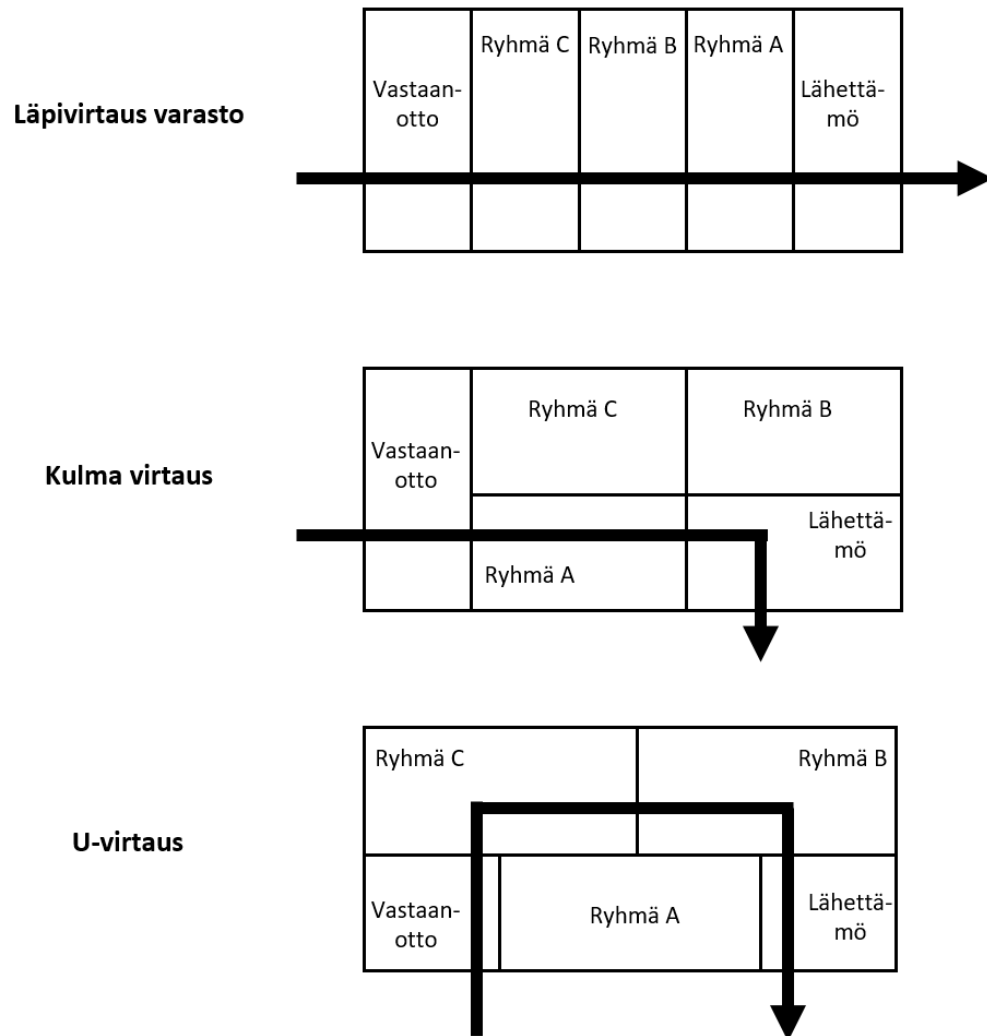 Läpivirtaus varasto
Vastaan-
otto
Ryhmä C
Ryhmä B
Ryhmä A
Lähettä-
mö
Kulma virtaus
Vastaan-
otto
Ryhmä C
Ryhmä B
Ryhmä A
Lähettä-
mö
U-virtaus
Ryhmä C
Ryhmä B
Vastaan-
otto
Ryhmä A
Lähettä-
mö